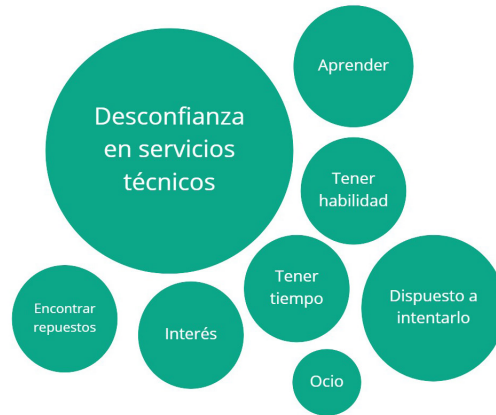 Aprender
Desconfianza
en servicios
técnicos
Tener
habilidad
Tener
tiempo
Dispuesto a
intentarlo
Encontrar
repuestos
Interés
Ocio